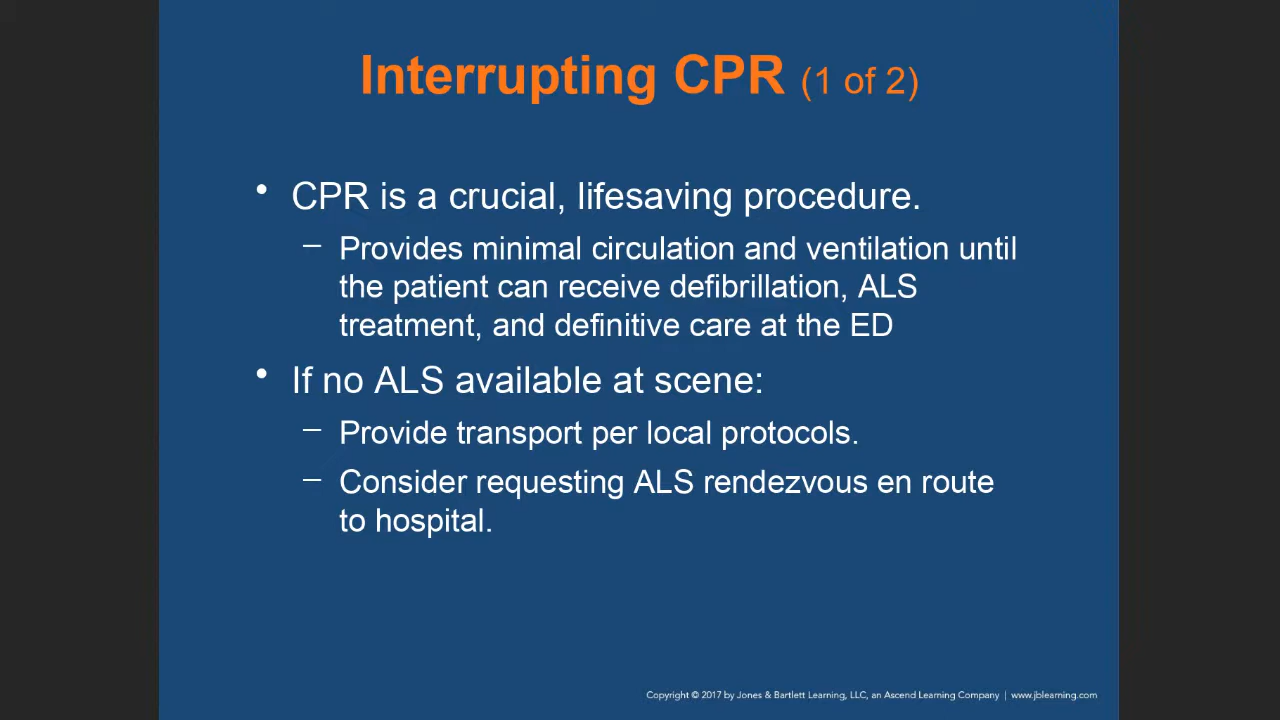 Interrupting CPR (1 of 2)
• CPR is a crucial, lifesaving procedure.
– Provides minimal circulation and ventilation until
the patient can receive defibrillation, ALS
treatment, and definitive care at the ED
• If no ALS available at scene:
– Provide transport per local protocols.
– Consider requesting ALS rendezvous en route
to hospital.
Copyright © 2017 by Jones & Bartlett Learning, LLC, an Ascend Learning Company | www.jblearning.com